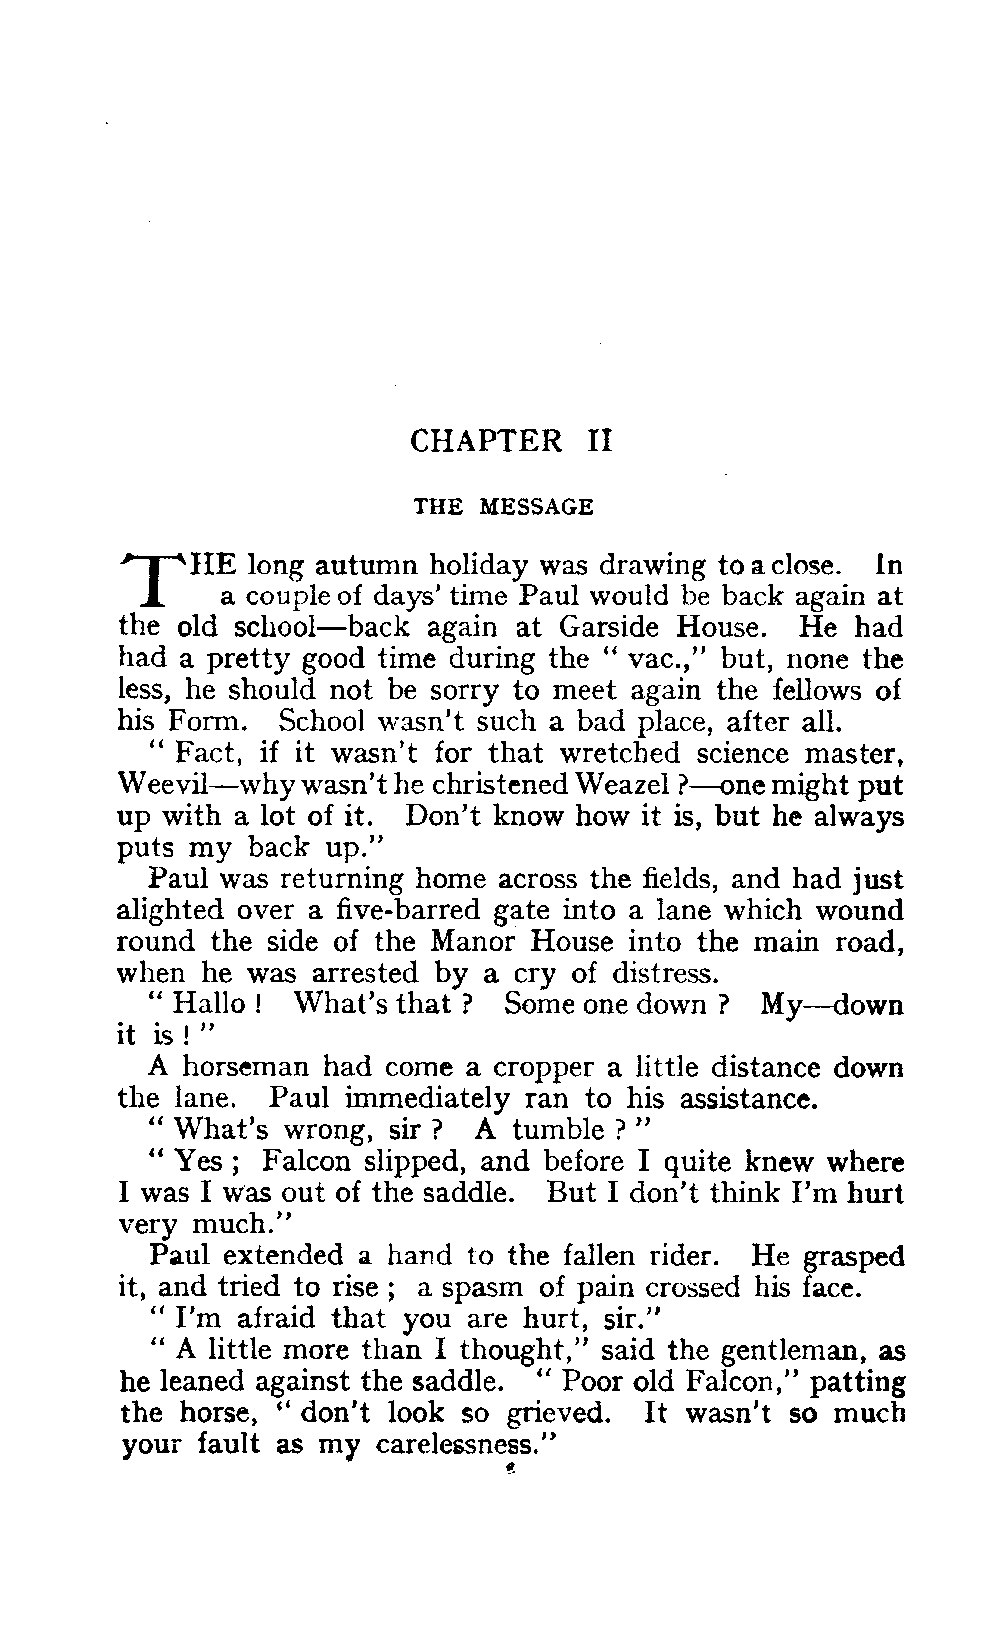 CHAPTER II
THE MESSAGE
THE long autumn holiday was drawing to a close. In
a couple of days' time Paul would be back again at
the old school—back again at Garside House. He had
had a pretty good time during the “ vac.,” but, none the
less, he should not be sorry to meet again the fellows of
his Form. School wasn't such a bad place, after all.
“ Fact, if it wasn't for that wretched science master,
Weevil—why wasn't he christened Weazel ?—one might put
up with a lot of it. Don't know how it is, but he always
puts my back up.”
Paul was returning home across the fields, and had just
alighted over a five-barred gate into a lane which wound
round the side of the Manor House into the main road,
when he was arrested by a cry of distress.
“ Hallo ! What's that ? Some one down ? My—down
it is ! ”
A horseman had come a cropper a little distance down
the lane. Paul immediately ran to his assistance.
“ What's wrong, sir ? A tumble ? ”
“ Yes ; Falcon slipped, and before I quite knew where
I was I was out of the saddle. But I don't think I'm hurt
very much.”
Paul extended a hand to the fallen rider. He grasped
it, and tried to rise ; a spasm of pain crossed his face.
“ I'm afraid that you are hurt, sir.”
“ A little more than I thought,” said the gentleman, as
he leaned against the saddle. “ Poor old Falcon,” patting
the horse, “ don't look so grieved. It wasn't so much
your fault as my carelessness.”